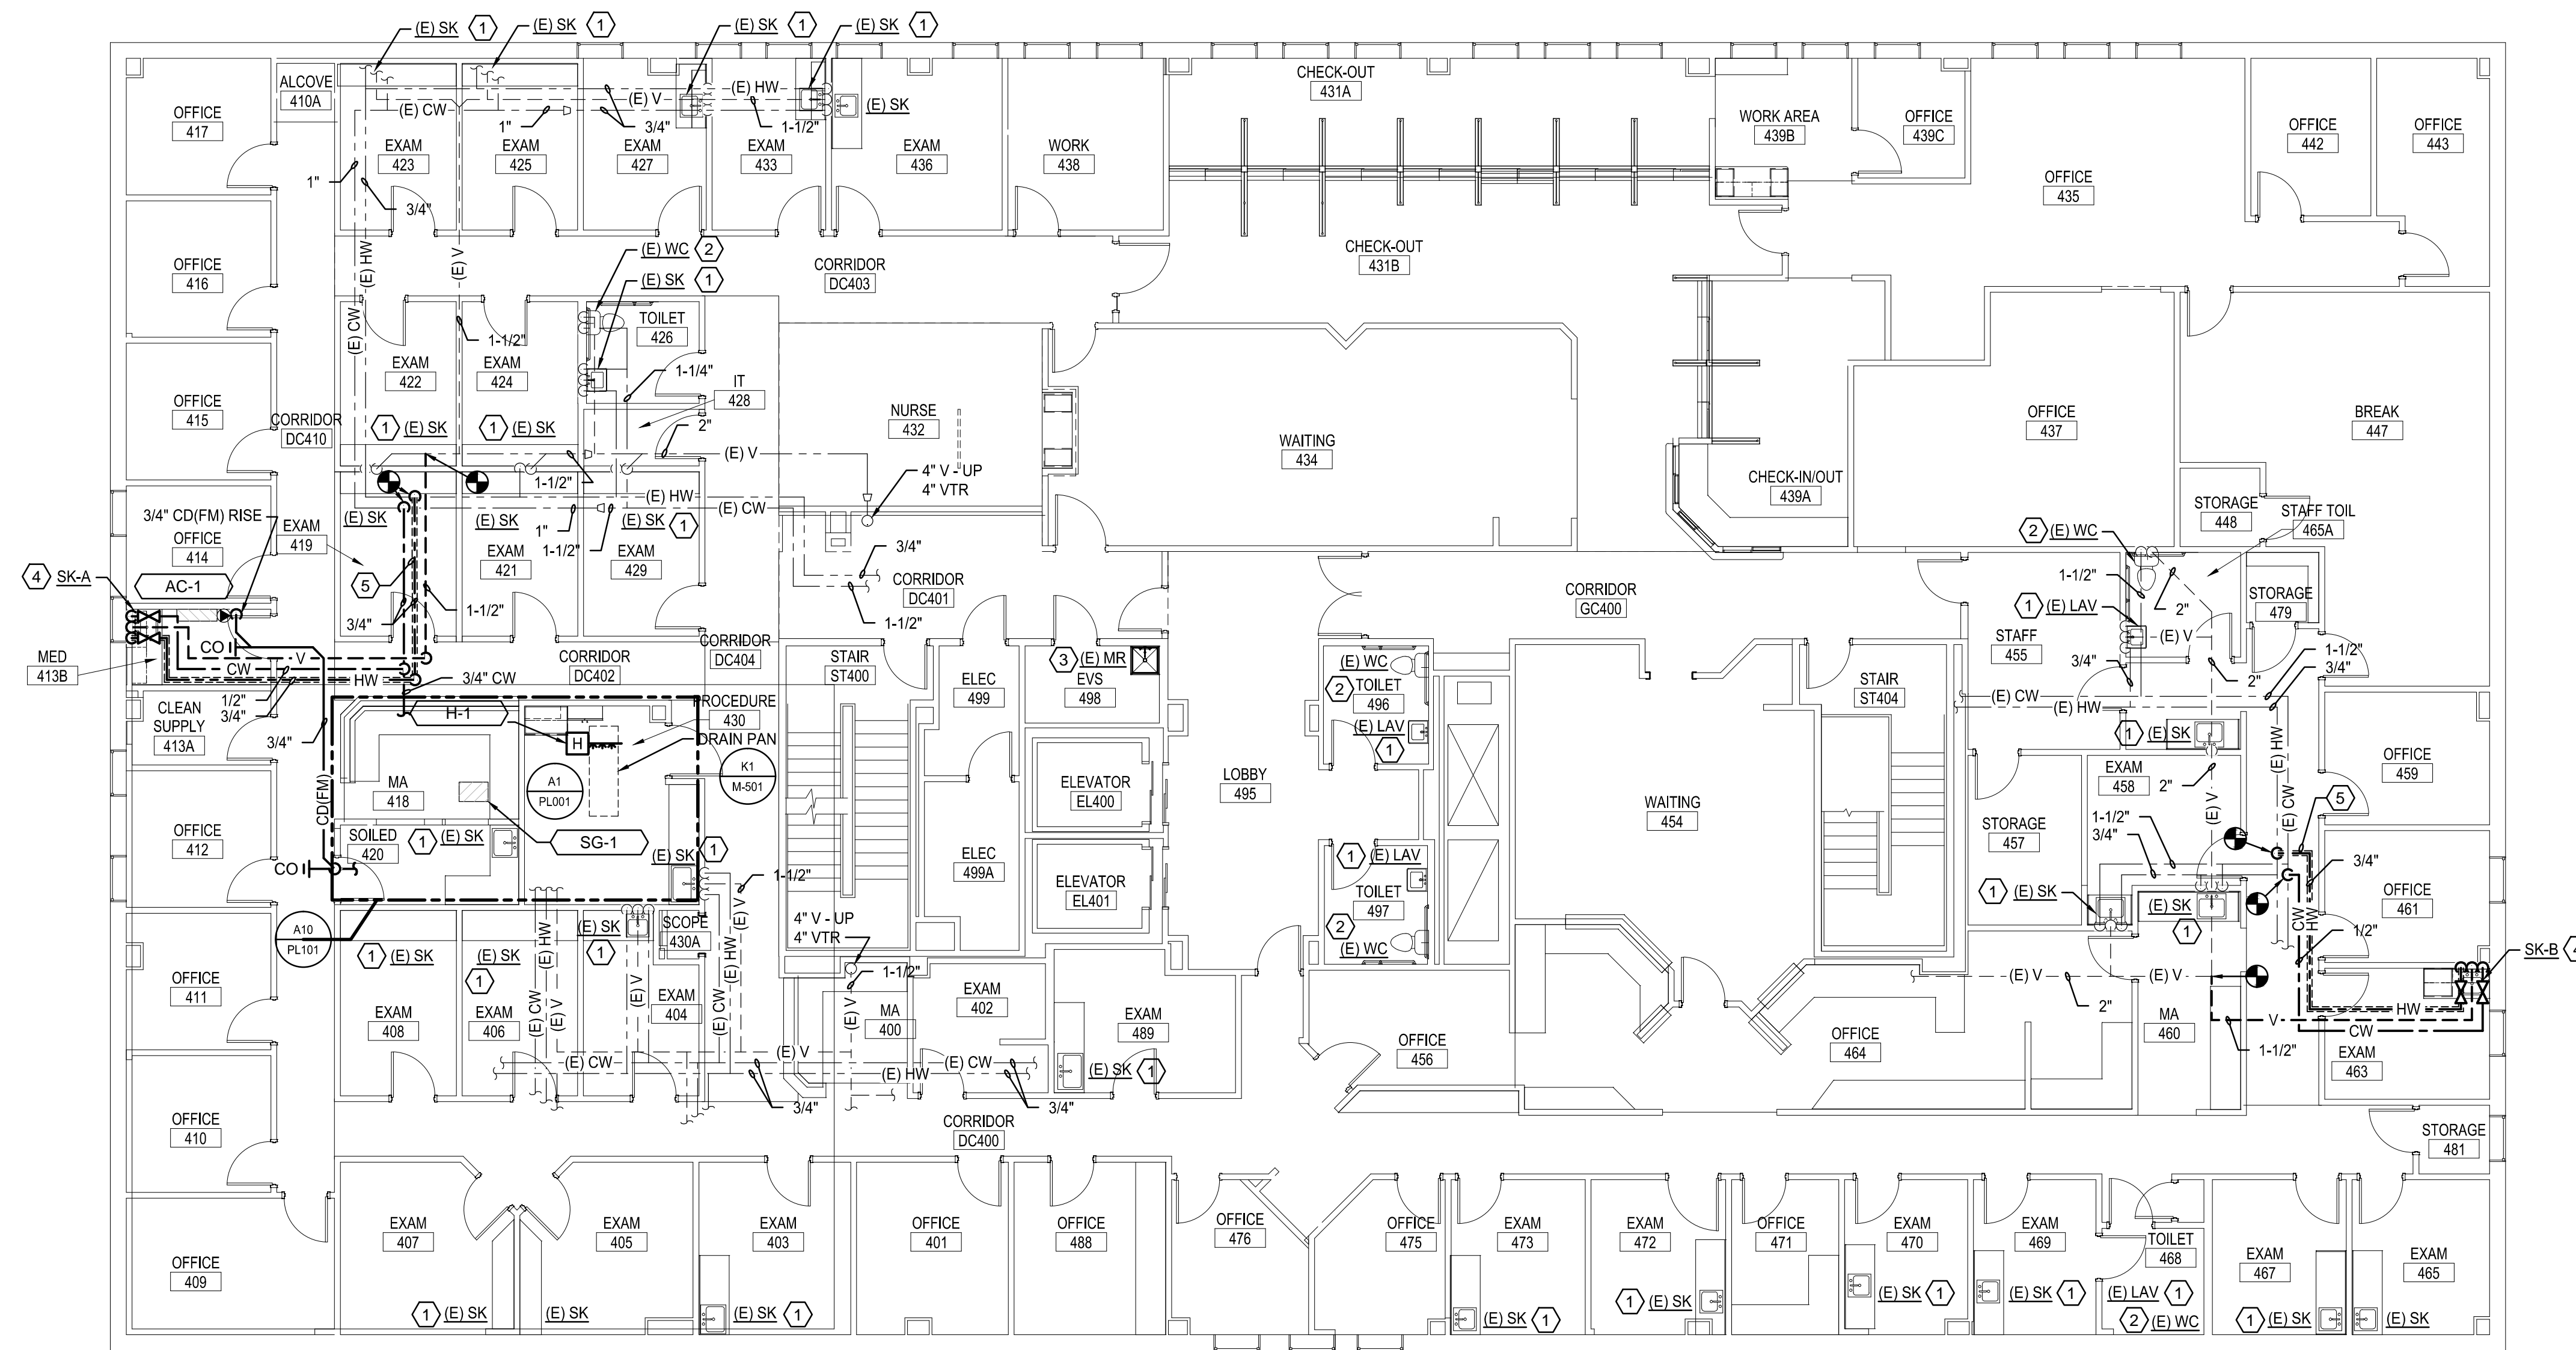 (E) SK 1
(E) SK 1
(E) SK 1
(E) SK 1
OFFICE
417
ALCOVE
410A
(E) CW
(E) V
(E) HW
(E) SK
1"
3/4"
1-1/2"
EXAM
423
EXAM
425
EXAM
427
EXAM
433
EXAM
436
WORK
438
CHECK-OUT
431A
WORK AREA
439B
OFFICE
439C
OFFICE
442
OFFICE
443
OFFICE
435
1"
3/4"
(E) HW
(E) V
(E) CW
(E) WC 2
(E) SK 1
CORRIDOR
DC403
CHECK-OUT
431B
OFFICE
416
TOILET
426
1-1/2"
EXAM
422
EXAM
424
1-1/4"
IT
428
OFFICE
415
CORRIDOR
DC410
1 (E) SK
1 (E) SK
2"
(E) V
NURSE
432
WAITING
434
OFFICE
437
BREAK
447
CHECK-IN/OUT
439A
4" V - UP
4" VTR
1-1/2"
(E) HW
(E) CW
3/4" CD(FM) RISE
EXAM
419
OFFICE
414
(E) SK
(E) SK
(E) SK
1
1"
1-1/2"
STORAGE
448
STAFF TOIL
465A
2 (E) WC
EXAM
421
EXAM
429
3/4"
CORRIDOR
DC401
1-1/2"
CORRIDOR
GC400
1-1/2"
2"
2"
STORAGE
479
4 SK-A
AC-1
5
1-1/2"
3/4"
1 (E) LAV
(E) V
STAFF
455
3/4"
2"
1-1/2"
3/4"
MED
413B
CO
V
CW
HW
1/2"
3/4"
3/4" CW
CORRIDOR
DC402
CORRIDOR
DC404
STAIR
ST400
ELEC
499
3 (E) MR
EVS
498
(E) WC
2 TOILET
496
(E) LAV
1
STAIR
ST404
(E) CW
(E) HW
1 (E) SK
CLEAN
SUPPLY
413A
3/4"
H-1
H
PROCEDURE
430
DRAIN PAN
A1
PL001
K1
M-501
MA
418
SG-1
SOILED
420
1 (E) SK
(E) SK 1
CD(FM)
CO
OFFICE
412
ELEVATOR
EL400
ELEC
499A
ELEVATOR
EL401
LOBBY
495
WAITING
454
STORAGE
457
EXAM
458
2"
(E) V
(E) HW
(E) CW
1-1/2"
3/4"
5
OFFICE
459
3/4"
OFFICE
461
1/2"
CW
HW
1 (E) LAV
TOILET
497
2
(E) WC
1 (E) SK
(E) SK
1
A10
PL101
1 (E) SK
(E) SK
1
(E) SK
1
SCOPE
430A
1-1/2"
(E) V
(E) HW
(E) CW
(E) HW
(E) CW
(E) V
(E) V
4" V - UP
4" VTR
1-1/2"
(E) V
OFFICE
411
EXAM
408
EXAM
406
EXAM
404
MA
400
EXAM
402
EXAM
489
(E) SK 1
OFFICE
456
OFFICE
464
(E) V
(E) V
2"
MA
460
SK-B
HW
V
CW
1-1/2"
EXAM
463
(E) V
(E) CW
(E) CW
(E) HW
3/4"
3/4"
OFFICE
410
CORRIDOR
DC400
STORAGE
481
OFFICE
409
EXAM
407
EXAM
405
EXAM
403
OFFICE
401
OFFICE
488
OFFICE
476
OFFICE
475
EXAM
473
EXAM
472
OFFICE
471
EXAM
470
EXAM
469
TOILET
468
EXAM
467
EXAM
465
1 (E) SK
(E) SK
(E) SK 1
(E) SK 1
1 (E) SK
(E) SK 1
(E) SK 1
(E) LAV 1
2 (E) WC
1 (E) SK
(E) SK